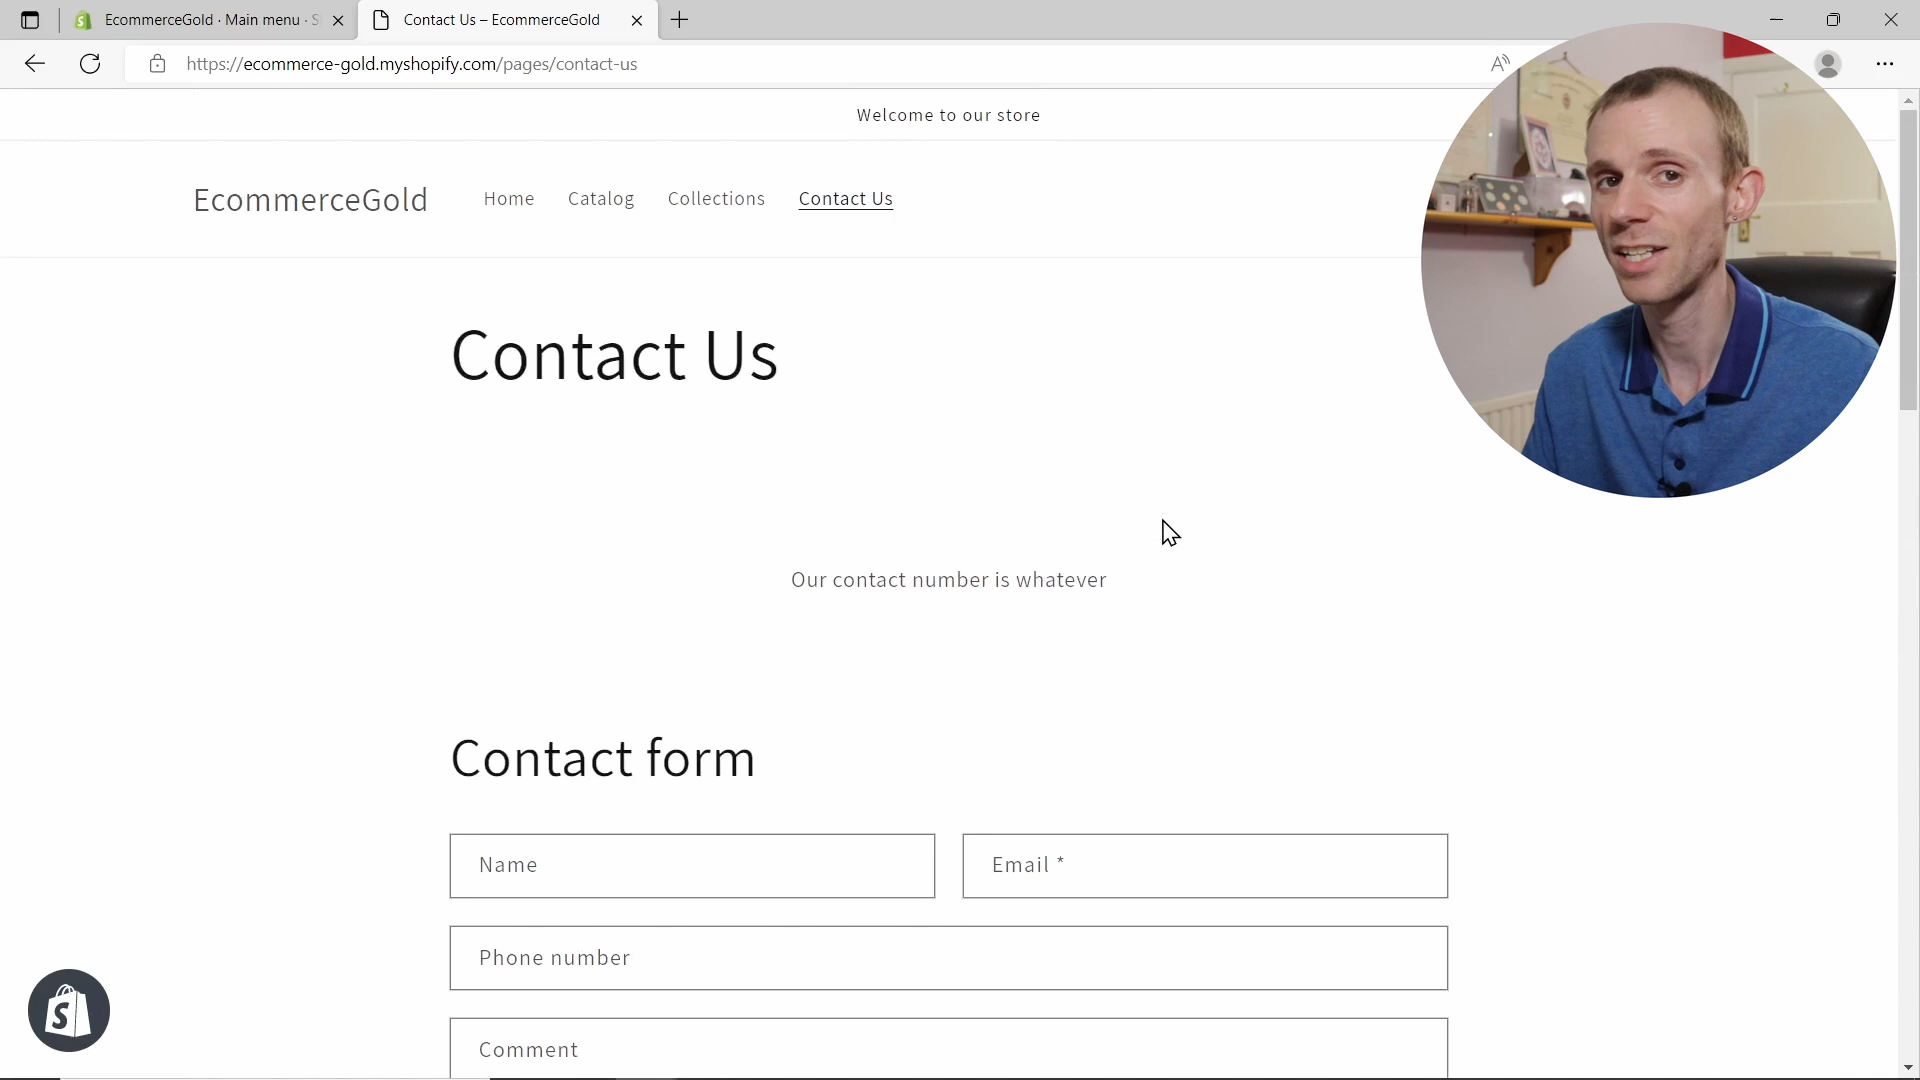 EcommerceGold · Main menu · S
Contact Us – EcommerceGold
https://ecommerce-gold.myshopify.com/pages/contact-us
Welcome to our store
EcommerceGold
Home
Catalog
Collections
Contact Us
Contact Us
Our contact number is whatever
Contact form
Name
Email *
Phone number
Comment